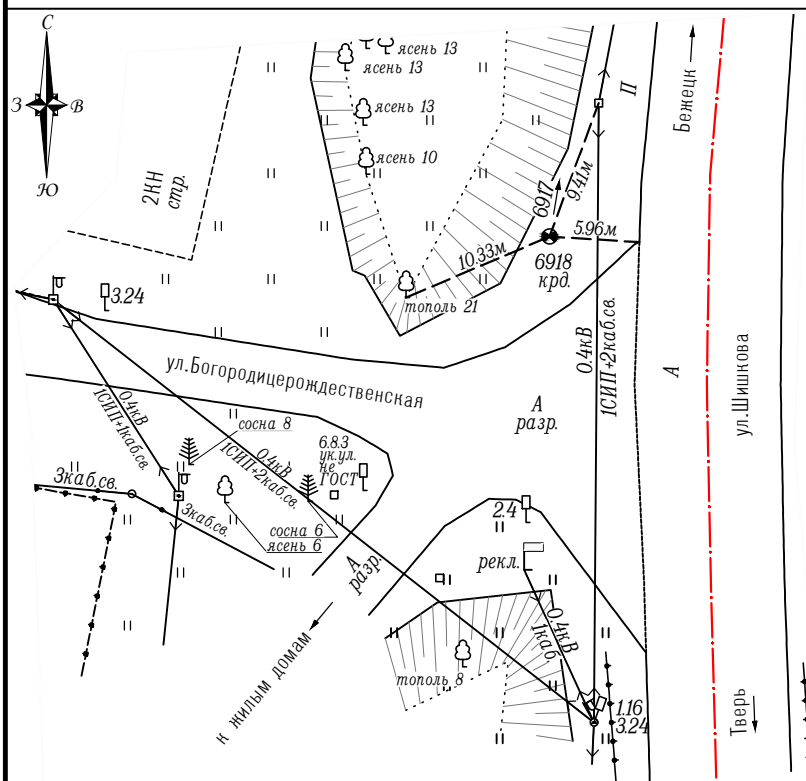 С
З
В
Ю
ясень 13
ясень 13
ясень 10
2КН
стр.
П
Бежецк
6917
9.41м
5.96м
10.33м
6918
крд.
тополь 21
3.24
ул.Богородицерождественская
0.4кВ
1СИП+2каб.св.
А
ул.Шишкова
А
разр.
0.4кВ
1СИП+1каб.св.
сосна 8
0.4кВ
1СИП+2каб.св.
6.8.3
ук.ул.
не
ГОСТ
3каб.св.
3каб.св.
2.4
сосна 6
ясень 6
рекл.
А
разр.
0.4кВ
1каб
к жилым домам
тополь 8
1.16
3.24
Тверь